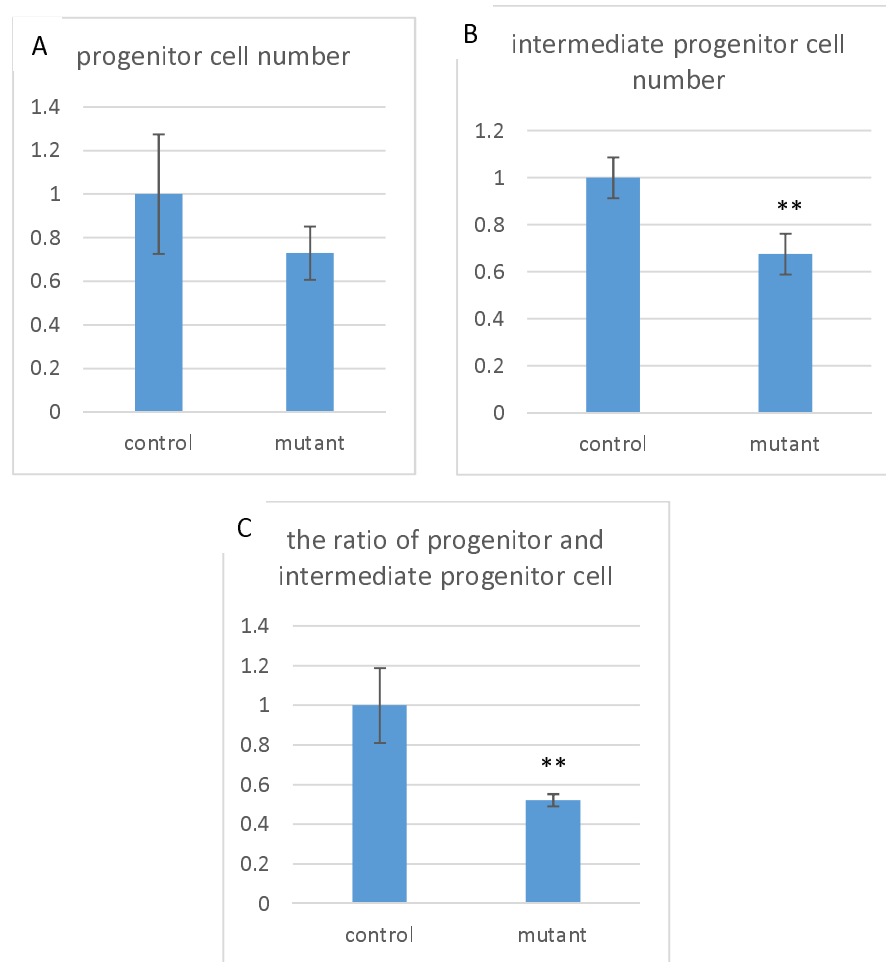 A
progenitor cell number
1.4
1.2
1
0.8
0.6
0.4
0.2
0
control mutant
B
intermediate progenitor cell
number
1.2
1
**
0.8
0.6
0.4
0.2
0
control mutant
C
the ratio of progenitor and
intermediate progenitor cell
1.4
1.2
1
0.8
**
0.6
0.4
0.2
0
control mutant